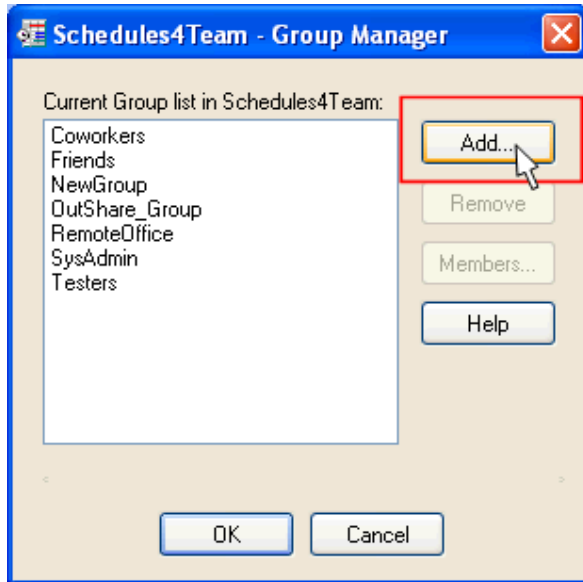 Schedules4Team - Group Manager
Current Group list in Schedules4Team:
Coworkers
Friends
NewGroup
OutShare_Group
RemoteOffice
SysAdmin
Testers
Add...
Remove
Members...
Help
OK
Cancel